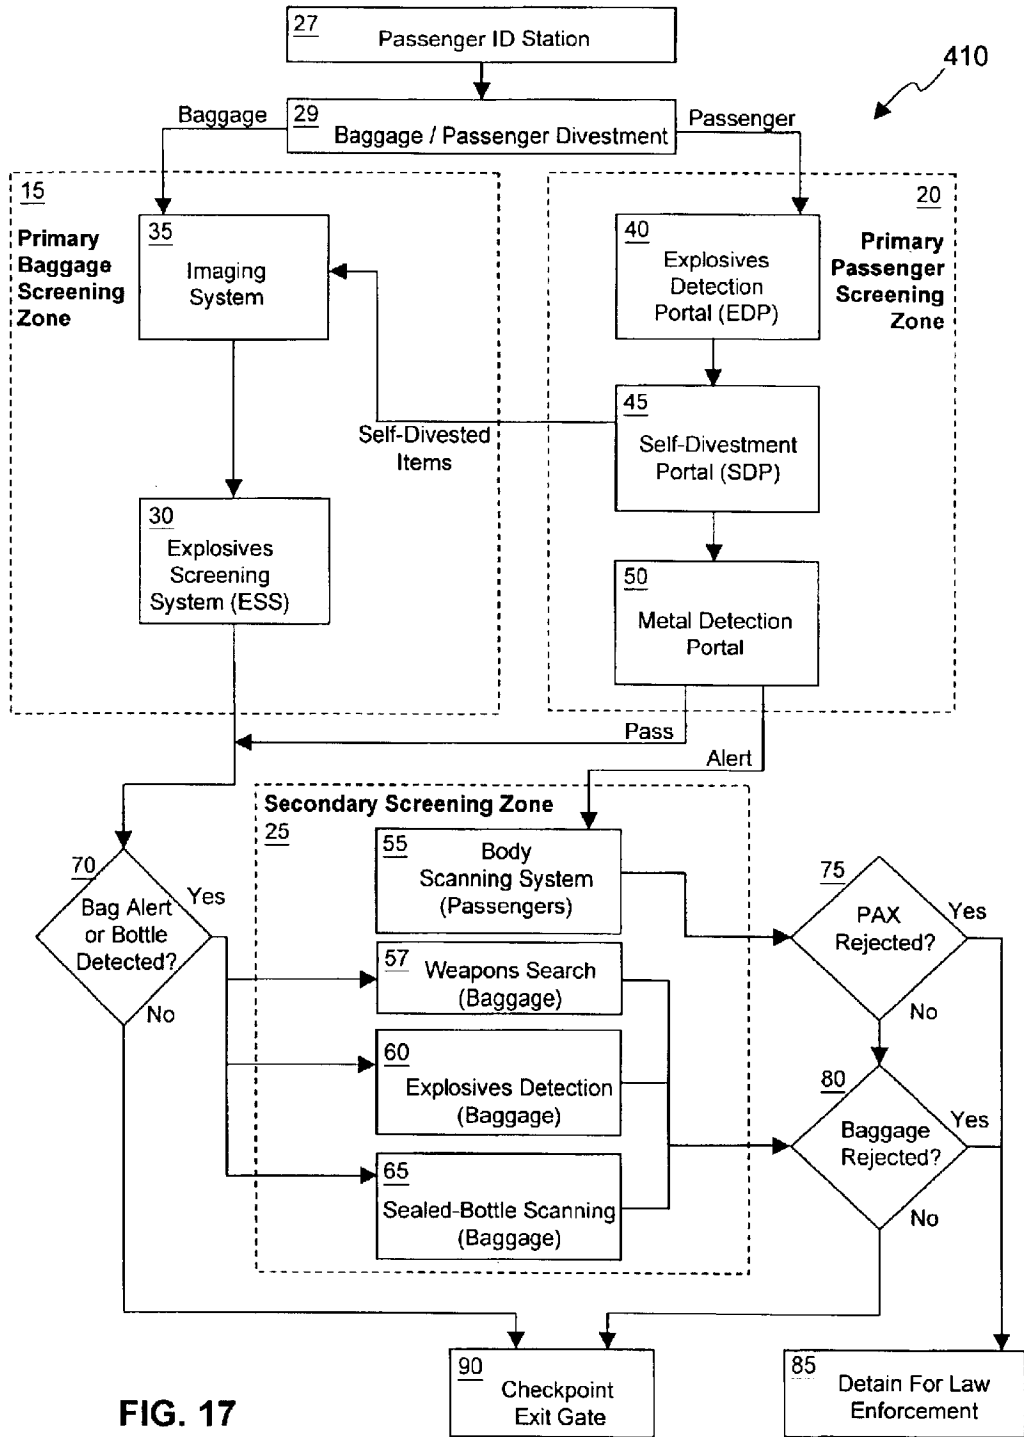 27
Passenger ID Station
410
Baggage
29
Baggage / Passenger Divestment
Passenger
15
Primary
Baggage
Screening
Zone
35
Imaging
System
20
Primary
Passenger
Screening
Zone
40
Explosives
Detection
Portal (EDP)
45
Self-Divestment
Portal (SDP)
Self-Divested
Items
30
Explosives
Screening
System (ESS)
50
Metal Detection
Portal
Pass
Alert
Secondary Screening Zone
25
55
Body
Scanning System
(Passengers)
70
Bag Alert
or Bottle
Detected?
Yes
No
75
PAX
Rejected?
Yes
No
57
Weapons Search
(Baggage)
60
Explosives Detection
(Baggage)
80
Baggage
Rejected?
Yes
No
65
Sealed-Bottle Scanning
(Baggage)
90
Checkpoint
Exit Gate
85
Detain For Law
Enforcement
FIG. 17